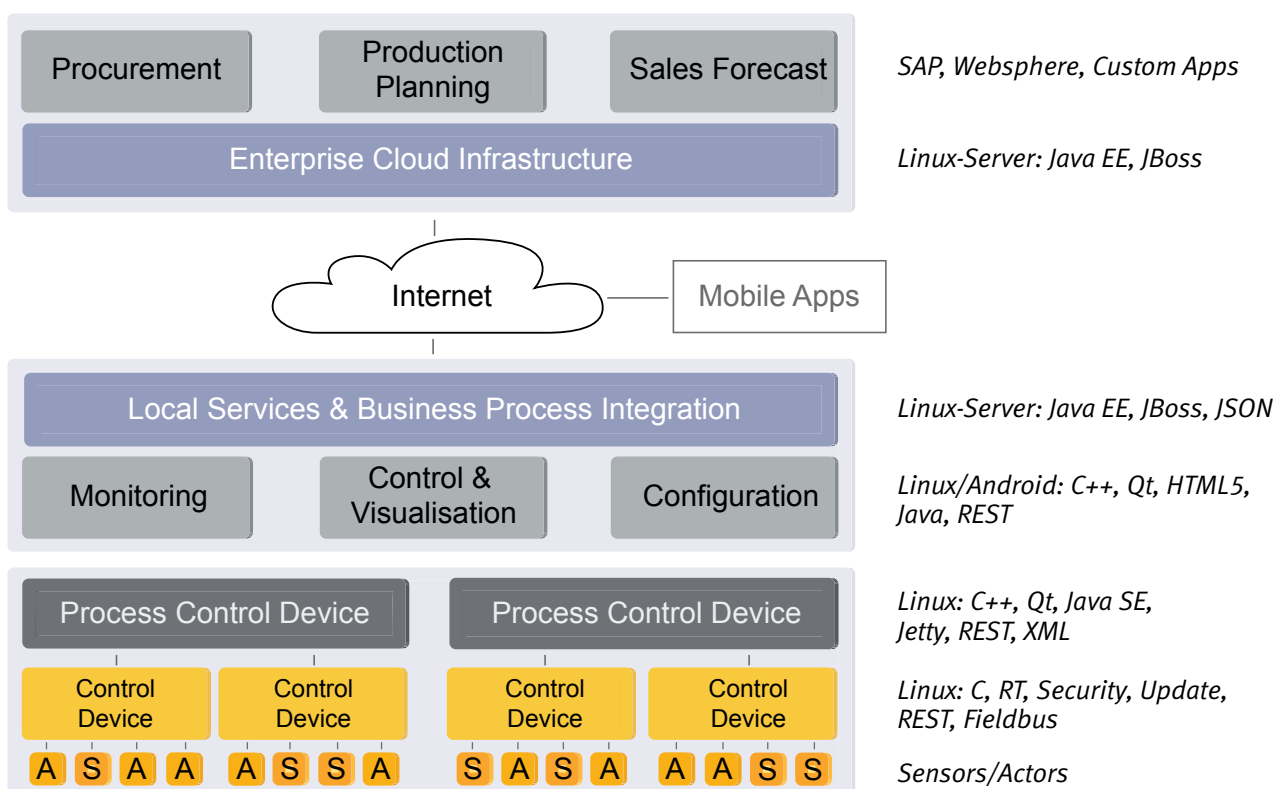 Procurement
Production
Planning
Sales Forecast
SAP, Websphere, Custom Apps
Enterprise Cloud Infrastructure
Linux-Server: Java EE, JBoss
Internet
Mobile Apps
Local Services & Business Process Integration
Linux-Server: Java EE, JBoss, JSON
Monitoring
Control &
Visualisation
Configuration
Linux/Android: C++, Qt, HTML5,
Java, REST
Process Control Device
Process Control Device
Linux: C++, Qt, Java SE,
Jetty, REST, XML
Control
Device
Control
Device
Control
Device
Control
Device
Linux: C, RT, Security, Update,
REST, Fieldbus
A S A A A S S A S A S A A A S S
Sensors/Actors